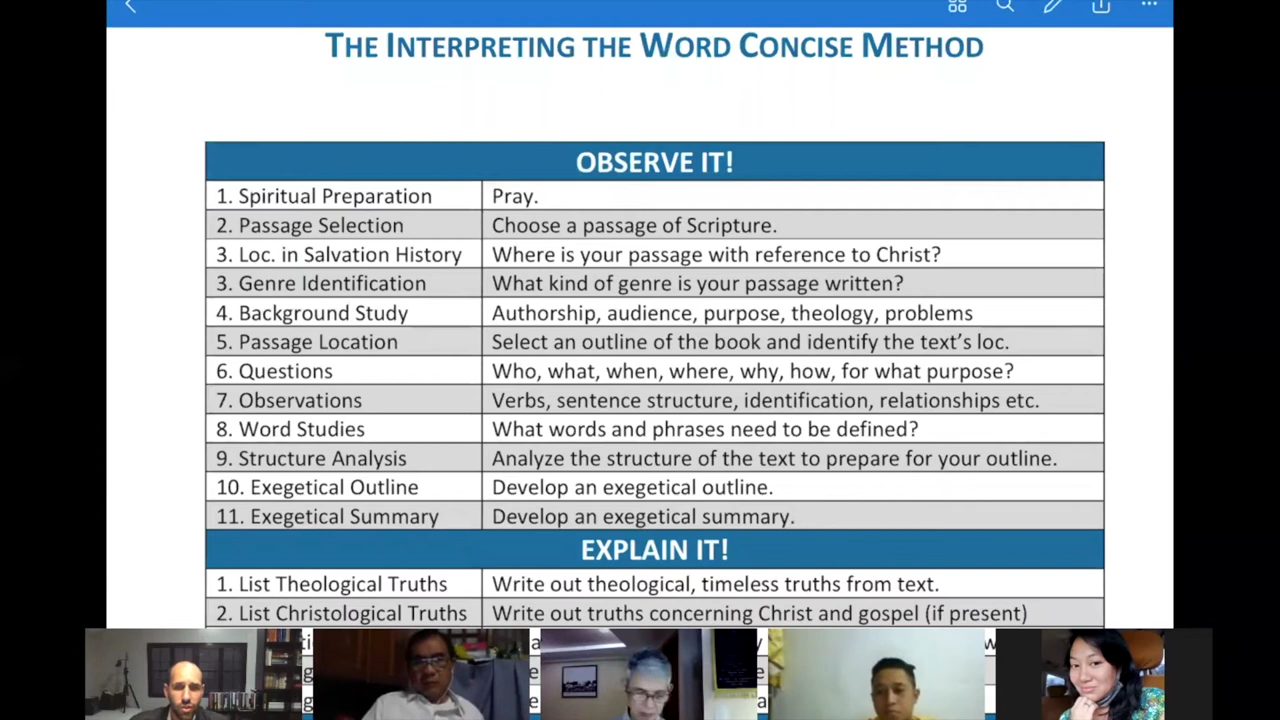 THE INTERPRETING THE WORD CONCISE METHOD
OBSERVE IT!
1. Spiritual Preparation Pray.
2. Passage Selection Choose a passage of Scripture.
3. Loc. in Salvation History Where is your passage with reference to Christ?
3. Genre Identification What kind of genre is your passage written?
4. Background Study Authorship, audience, purpose, theology, problems
5. Passage Location Select an outline of the book and identify the text's loc.
6. Questions Who, what, when, where, why, how, for what purpose?
7. Observations Verbs, sentence structure, identification, relationships etc.
8. Word Studies What words and phrases need to be defined?
9. Structure Analysis Analyze the structure of the text to prepare for your outline.
10. Exegetical Outline Develop an exegetical outline.
11. Exegetical Summary Develop an exegetical summary.
EXPLAIN IT!
1. List Theological Truths Write out theological, timeless truths from text.
2. List Christological Truths Write out truths concerning Christ and gospel (if present)